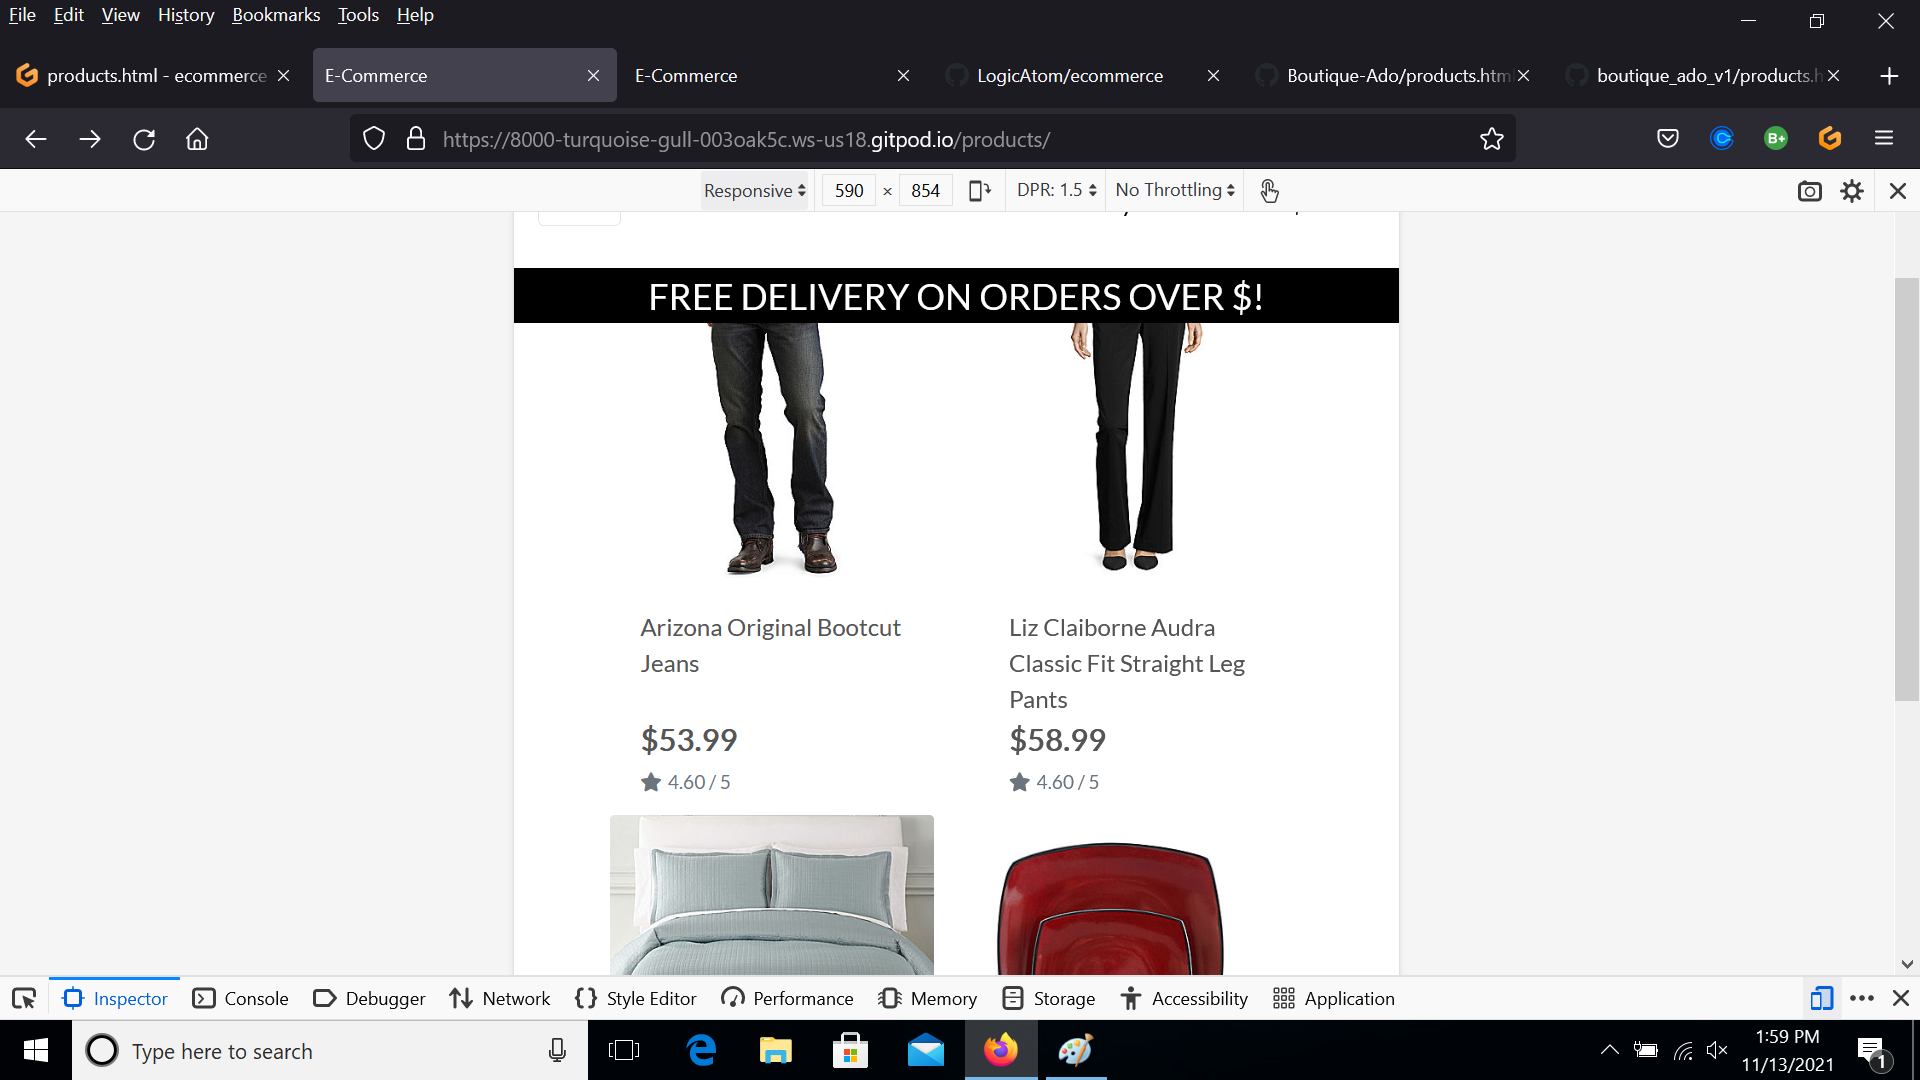 File Edit View History Bookmarks Tools Help
products.html - ecommerce
E-Commerce
E-Commerce
LogicAtom/ecommerce
Boutique-Ado/products.htm
boutique_ado_v1/products.h
https://8000-turquoise-gull-003oak5c.ws-us18.gitpod.io/products/
B+
Responsive 590 × 854 DPR: 1.5 No Throttling
FREE DELIVERY ON ORDERS OVER $!
Arizona Original Bootcut
Jeans
$53.99
4.60 / 5
Liz Claiborne Audra
Classic Fit Straight Leg
Pants
$58.99
4.60 / 5
Inspector Console Debugger Network Style Editor Performance Memory Storage Accessibility Application
Type here to search
1:59 PM
11/13/2021
1